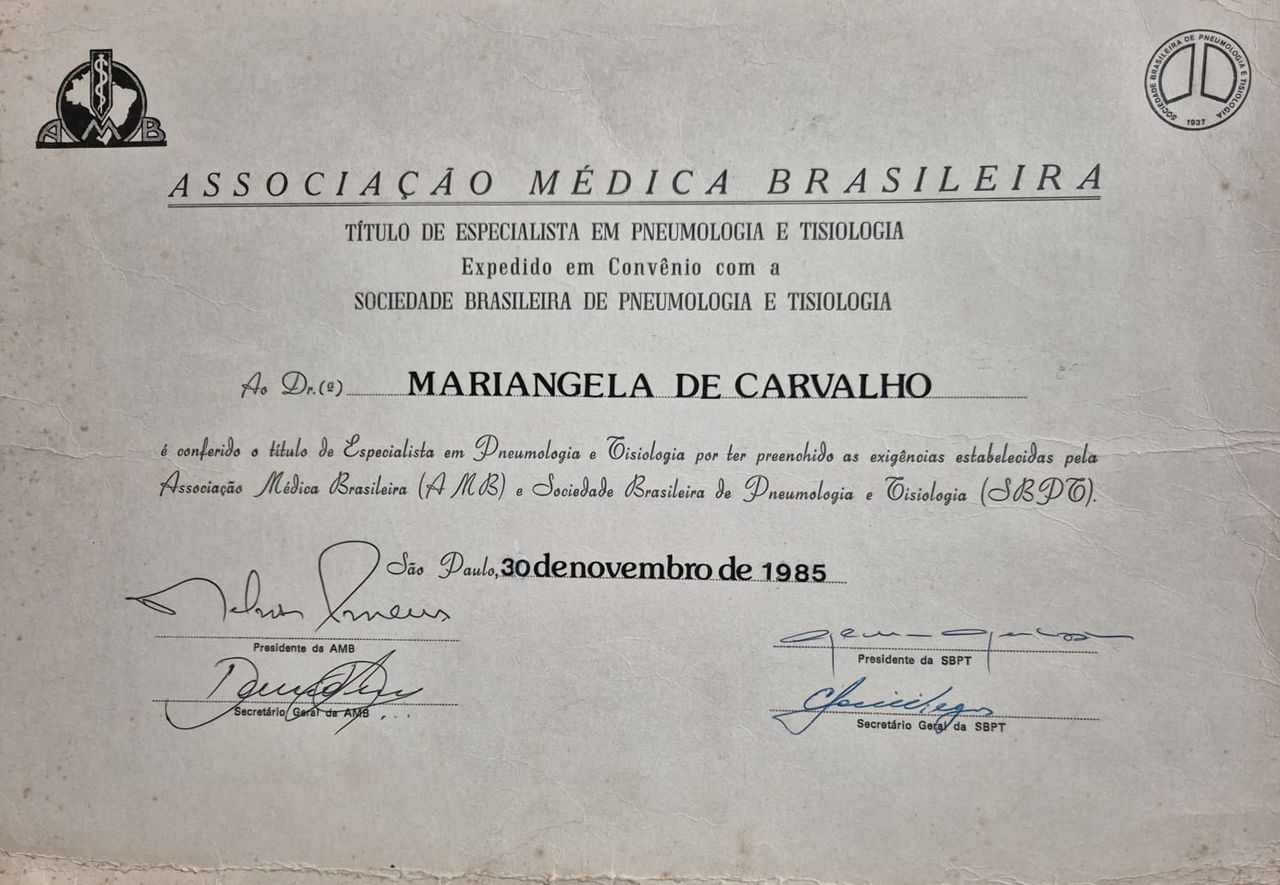 AMB
SOCIEDADE BRASILEIRA DE PNEUMOLOGIA E TISIOLOGIA
1937
ASSOCIAÇÃO MÉDICA BRASILEIRA
TÍTULO DE ESPECIALISTA EM PNEUMOLOGIA E TISIOLOGIA
Expedido em Convênio com a
SOCIEDADE BRASILEIRA DE PNEUMOLOGIA E TISIOLOGIA
Ao Dr.(ª) MARIANGELA DE CARVALHO
é conferido o título de Especialista em Pneumologia e Tisiologia por ter preenchido as exigências estabelecidas pela
Associação Médica Brasileira (AMB) e Sociedade Brasileira de Pneumologia e Tisiologia (SBPT).
São Paulo, 30 de novembro de 1985
Presidente da AMB
Presidente da SBPT
Secretário Geral da AMB
Secretário Geral da SBPT